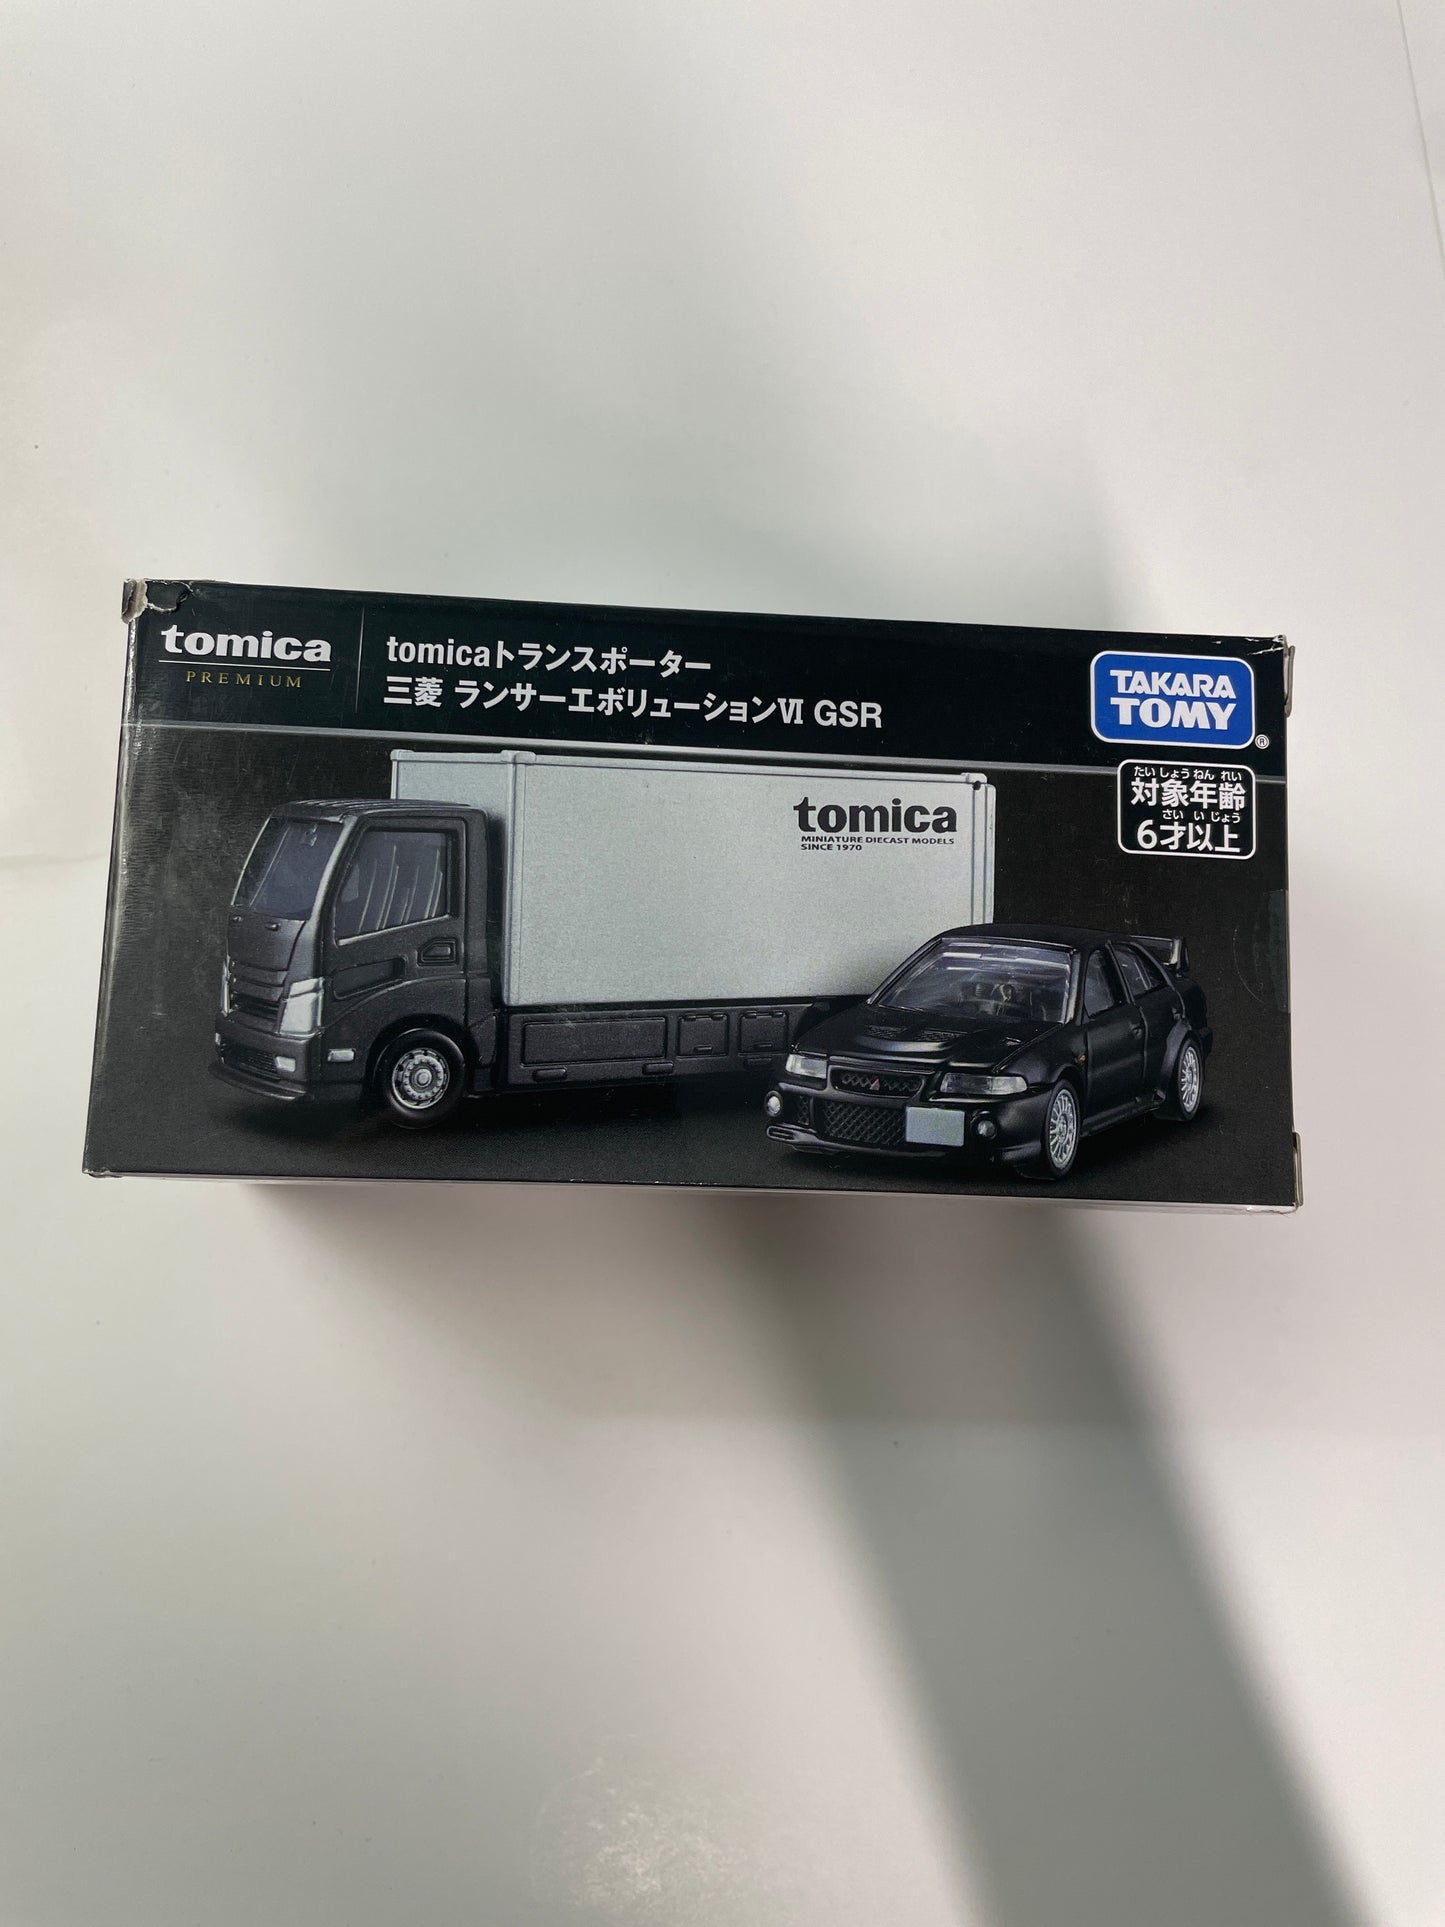 tomica
PREMIUM
tomicaトランスポーター
三菱 ランサーエボリューションⅥ GSR
TAKARA
TOMY
®
たい しょう ねん れい
対象年齢
さい い じょう
6才以上
tomica
MINIATURE DIECAST MODELS
SINCE 1970